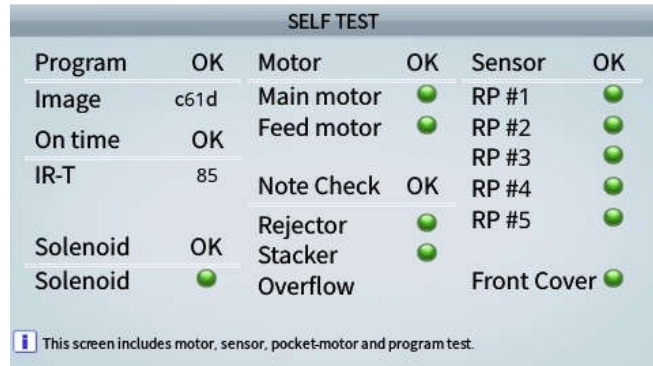 SELF TEST
Program OK
Image c61d
On time OK
IR-T 85
Solenoid OK
Solenoid
Motor OK
Main motor
Feed motor
Note Check OK
Rejector
Stacker
Overflow
Sensor OK
RP #1
RP #2
RP #3
RP #4
RP #5
Front Cover
i This screen includes motor, sensor, pocket-motor and program test.